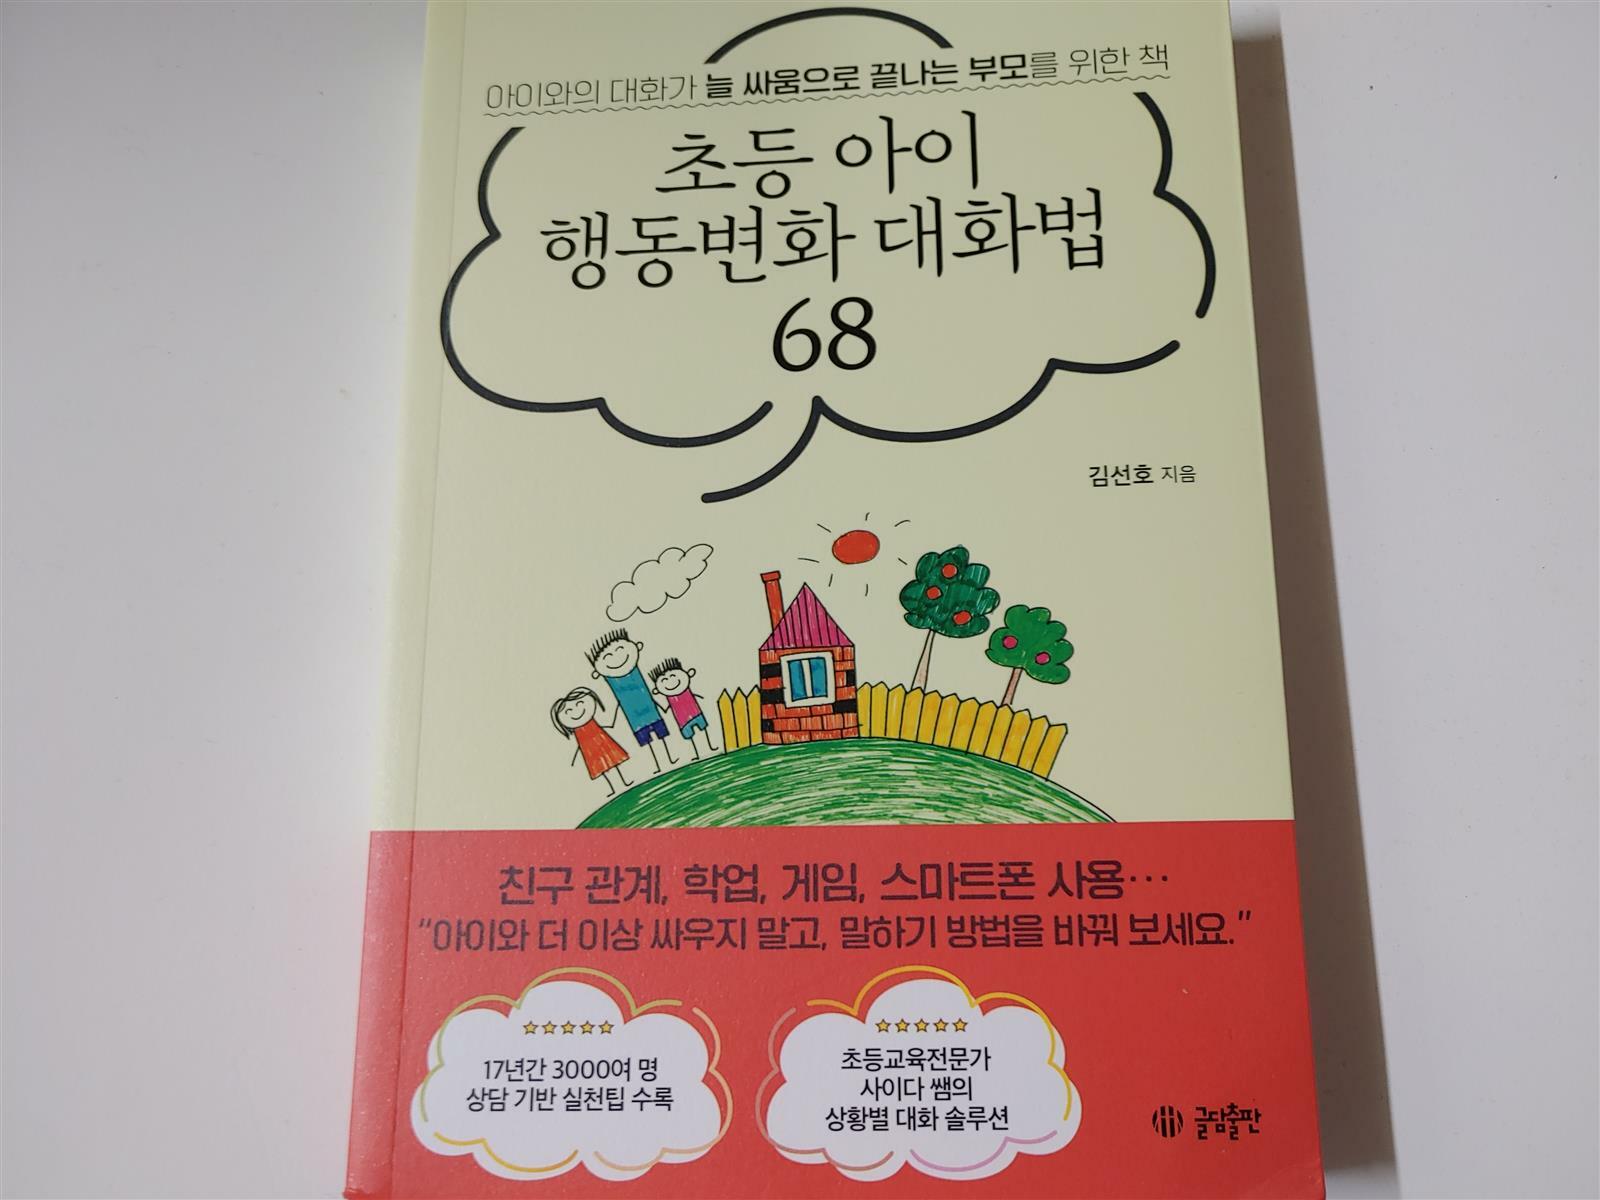 아이와의 대화가 늘 싸움으로 끝나는 부모를 위한 책
초등 아이
행동변화 대화법
68
김선호 지음
친구 관계, 학업, 게임, 스마트폰 사용…
“아이와 더 이상 싸우지 말고, 말하기 방법을 바꿔 보세요.”
17년간 3000여 명
상담 기반 실천팁 수록
초등교육전문가
사이다 쌤의
상황별 대화 솔루션
글담출판